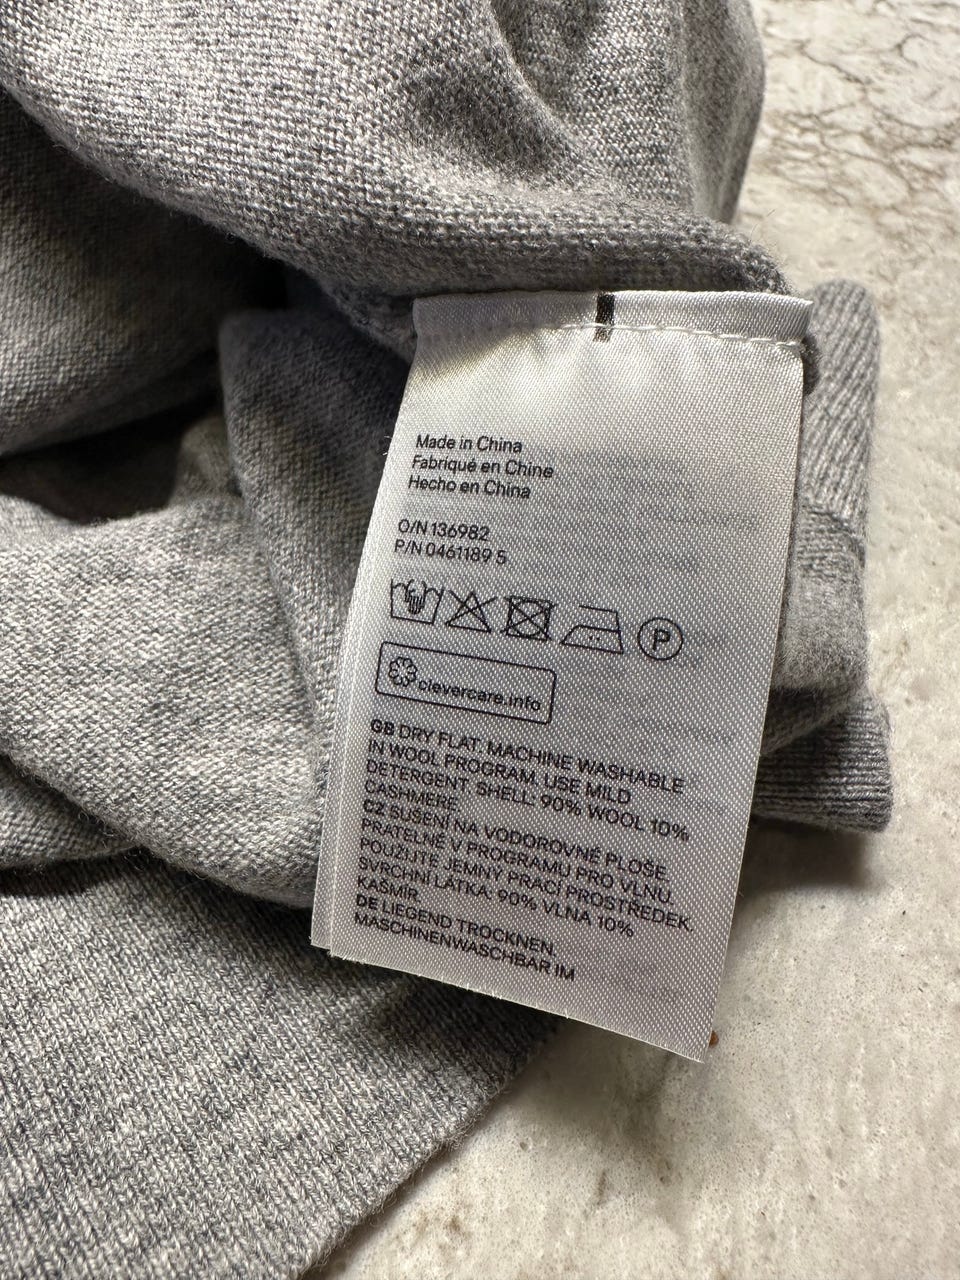 Made in China
Fabriqué en Chine
Hecho en China
O/N 136982
P/N 0461189 5
P
clevercare.info
GB DRY FLAT. MACHINE WASHABLE
IN WOOL PROGRAM. USE MILD
DETERGENT. SHELL: 90% WOOL 10%
CASHMERE
CZ SUŠENÍ NA VODOROVNÉ PLOŠE.
PRATELNÉ V PROGRAMU PRO VLNU.
POUŽIJTE JEMNÝ PRACÍ PROSTŘEDEK.
SVRCHNÍ LÁTKA: 90% VLNA 10%
KAŠMÍR
DE LIEGEND TROCKNEN.
MASCHINENWASCHBAR IM